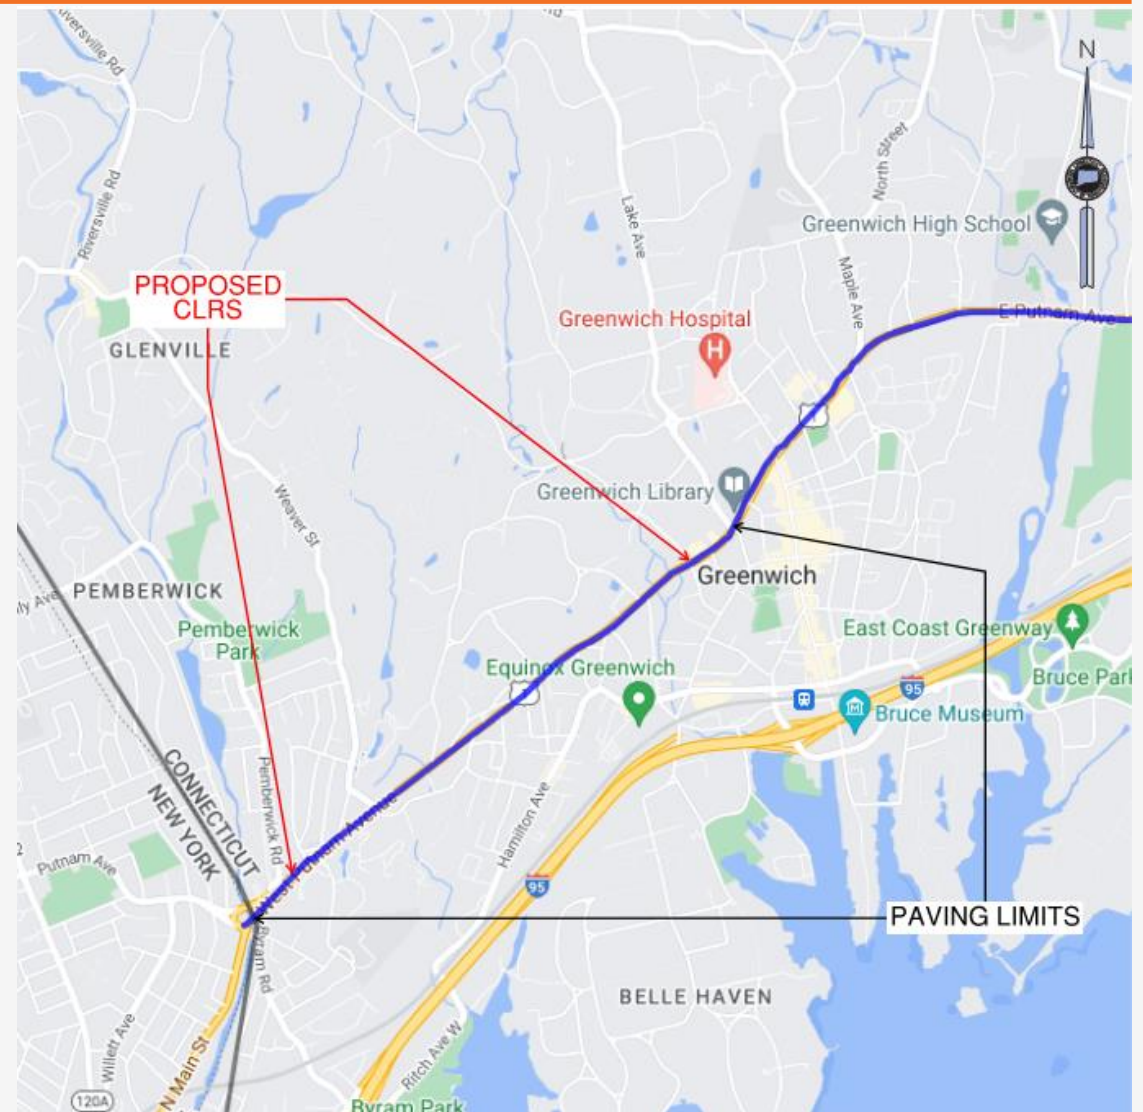 Riversville Rd
N
North Street
Riversville Rd
Lake Ave
Greenwich High School
Maple Ave
PROPOSED
CLRS
Greenwich Hospital
H
E Putnam Ave
GLENVILLE
1
Greenwich Library
Weaver St
Greenwich
PEMBERWICK
Pemberwick
Park
East Coast Greenway
Equinox Greenwich
Bruce Park
95
1
Bruce Museum
CONNECTICUT
NEW YORK
Pemberwick Rd
Hamilton Ave
West Putnam Avenue
Putnam Ave
95
PAVING LIMITS
Byram Rd
BELLE HAVEN
Willett Ave
N Main St
Ritch Ave W
120A
Byram Park